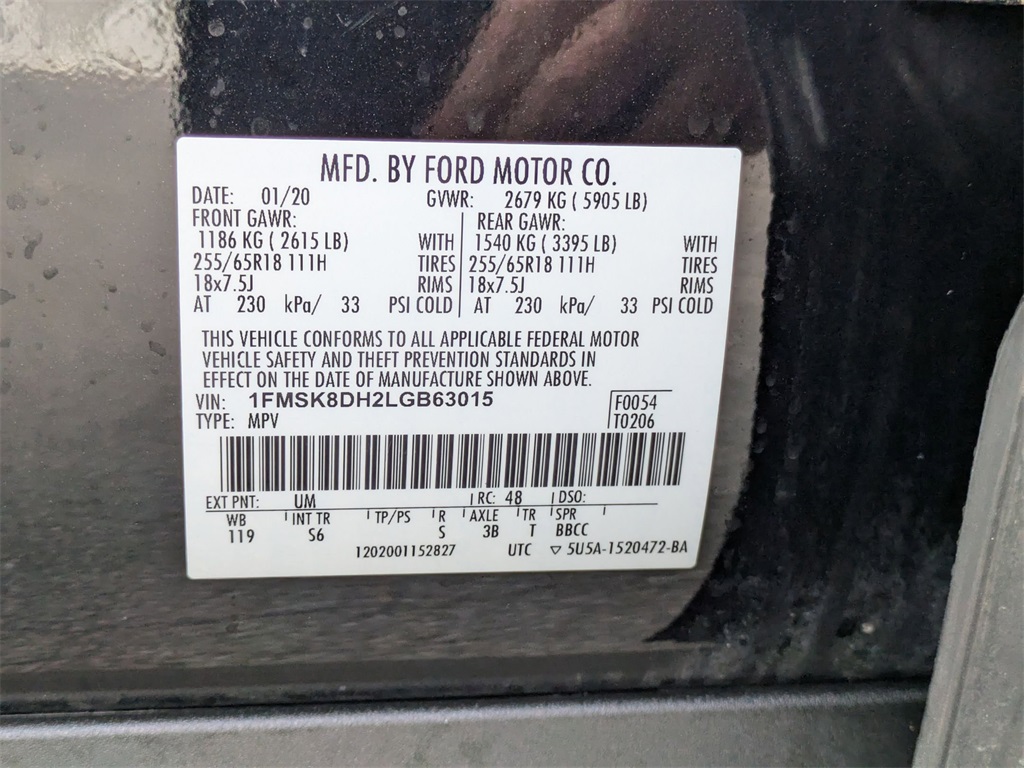 MFD. BY FORD MOTOR CO.
DATE: 01/20 GVWR: 2679 KG ( 5905 LB)
FRONT GAWR: REAR GAWR:
1186 KG ( 2615 LB) WITH 1540 KG ( 3395 LB) WITH
255/65R18 111H TIRES 255/65R18 111H TIRES
18x7.5J RIMS 18x7.5J RIMS
AT 230 kPa/ 33 PSI COLD AT 230 kPa/ 33 PSI COLD
THIS VEHICLE CONFORMS TO ALL APPLICABLE FEDERAL MOTOR
VEHICLE SAFETY AND THEFT PREVENTION STANDARDS IN
EFFECT ON THE DATE OF MANUFACTURE SHOWN ABOVE.
VIN: 1FMSK8DH2LGB63015 F0054
TYPE: MPV T0206
EXT PNT: UM RC: 48 DSO:
WB INT TR TP/PS R AXLE TR SPR
119 S6 S 3B T BBCC
1202001152827 UTC ▽ 5U5A-1520472-BA